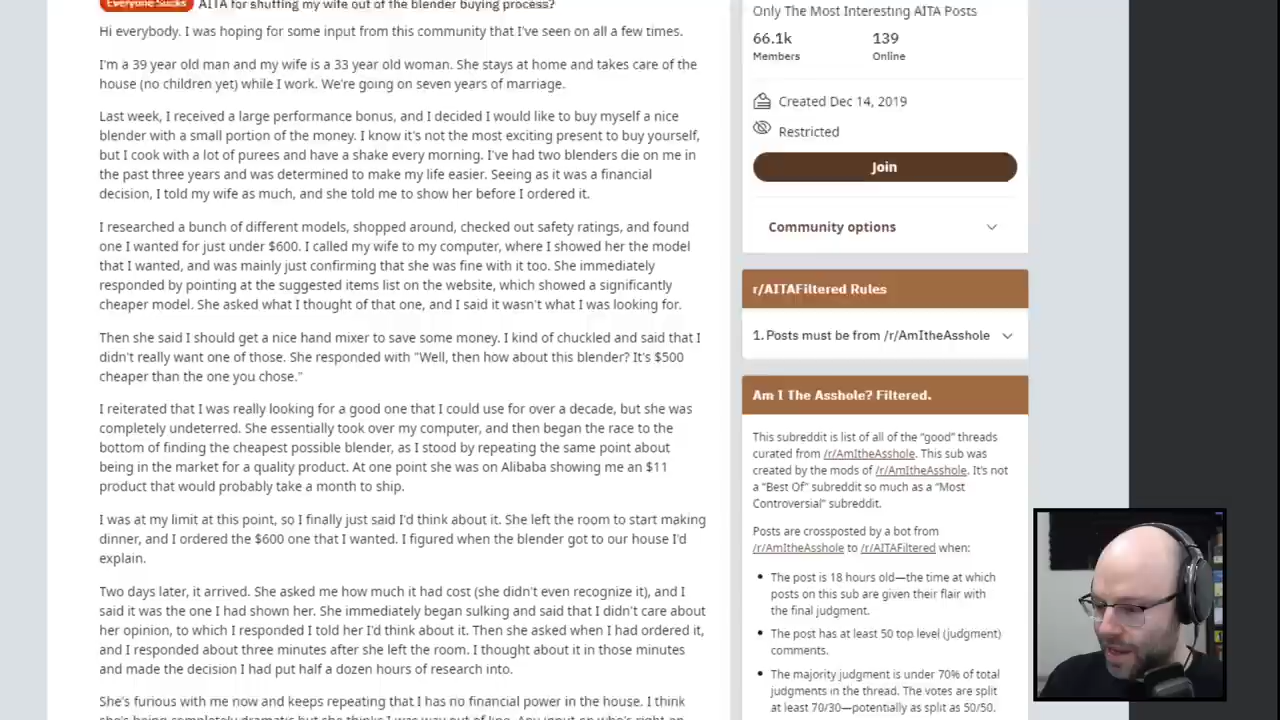 Everyone Sucks AITA for shutting my wife out of the blender buying process?
Hi everybody. I was hoping for some input from this community that I've seen on all a few times.
I'm a 39 year old man and my wife is a 33 year old woman. She stays at home and takes care of the
house (no children yet) while I work. We're going on seven years of marriage.
Last week, I received a large performance bonus, and I decided I would like to buy myself a nice
blender with a small portion of the money. I know it's not the most exciting present to buy yourself,
but I cook with a lot of purees and have a shake every morning. I've had two blenders die on me in
the past three years and was determined to make my life easier. Seeing as it was a financial
decision, I told my wife as much, and she told me to show her before I ordered it.
I researched a bunch of different models, shopped around, checked out safety ratings, and found
one I wanted for just under $600. I called my wife to my computer, where I showed her the model
that I wanted, and was mainly just confirming that she was fine with it too. She immediately
responded by pointing at the suggested items list on the website, which showed a significantly
cheaper model. She asked what I thought of that one, and I said it wasn't what I was looking for.
Then she said I should get a nice hand mixer to save some money. I kind of chuckled and said that I
didn't really want one of those. She responded with "Well, then how about this blender? It's $500
cheaper than the one you chose."
I reiterated that I was really looking for a good one that I could use for over a decade, but she was
completely undeterred. She essentially took over my computer, and then began the race to the
bottom of finding the cheapest possible blender, as I stood by repeating the same point about
being in the market for a quality product. At one point she was on Alibaba showing me an $11
product that would probably take a month to ship.
I was at my limit at this point, so I finally just said I'd think about it. She left the room to start making
dinner, and I ordered the $600 one that I wanted. I figured when the blender got to our house I'd
explain.
Two days later, it arrived. She asked me how much it had cost (she didn't even recognize it), and I
said it was the one I had shown her. She immediately began sulking and said that I didn't care about
her opinion, to which I responded I told her I'd think about it. Then she asked when I had ordered it,
and I responded about three minutes after she left the room. I thought about it in those minutes
and made the decision I had put half a dozen hours of research into.
She's furious with me now and keeps repeating that I has no financial power in the house. I think
she's being completely dramatic but she thinks I was way out of line. Any input on who's right on
Only The Most Interesting AITA Posts
66.1k 139
Members Online
Created Dec 14, 2019
Restricted
Join
Community options
r/AITAFiltered Rules
1. Posts must be from /r/AmItheAsshole
Am I The Asshole? Filtered.
This subreddit is list of all of the "good" threads
curated from /r/AmItheAsshole. This sub was
created by the mods of /r/AmItheAsshole. It's not
a "Best Of" subreddit so much as a "Most
Controversial" subreddit.
Posts are crossposted by a bot from
/r/AmItheAsshole to /r/AITAFiltered when:
• The post is 18 hours old—the time at which
posts on this sub are given their flair with
the final judgment.
• The post has at least 50 top level (judgment)
comments.
• The majority judgment is under 70% of total
judgments in the thread. The votes are split
at least 70/30—potentially as split as 50/50.